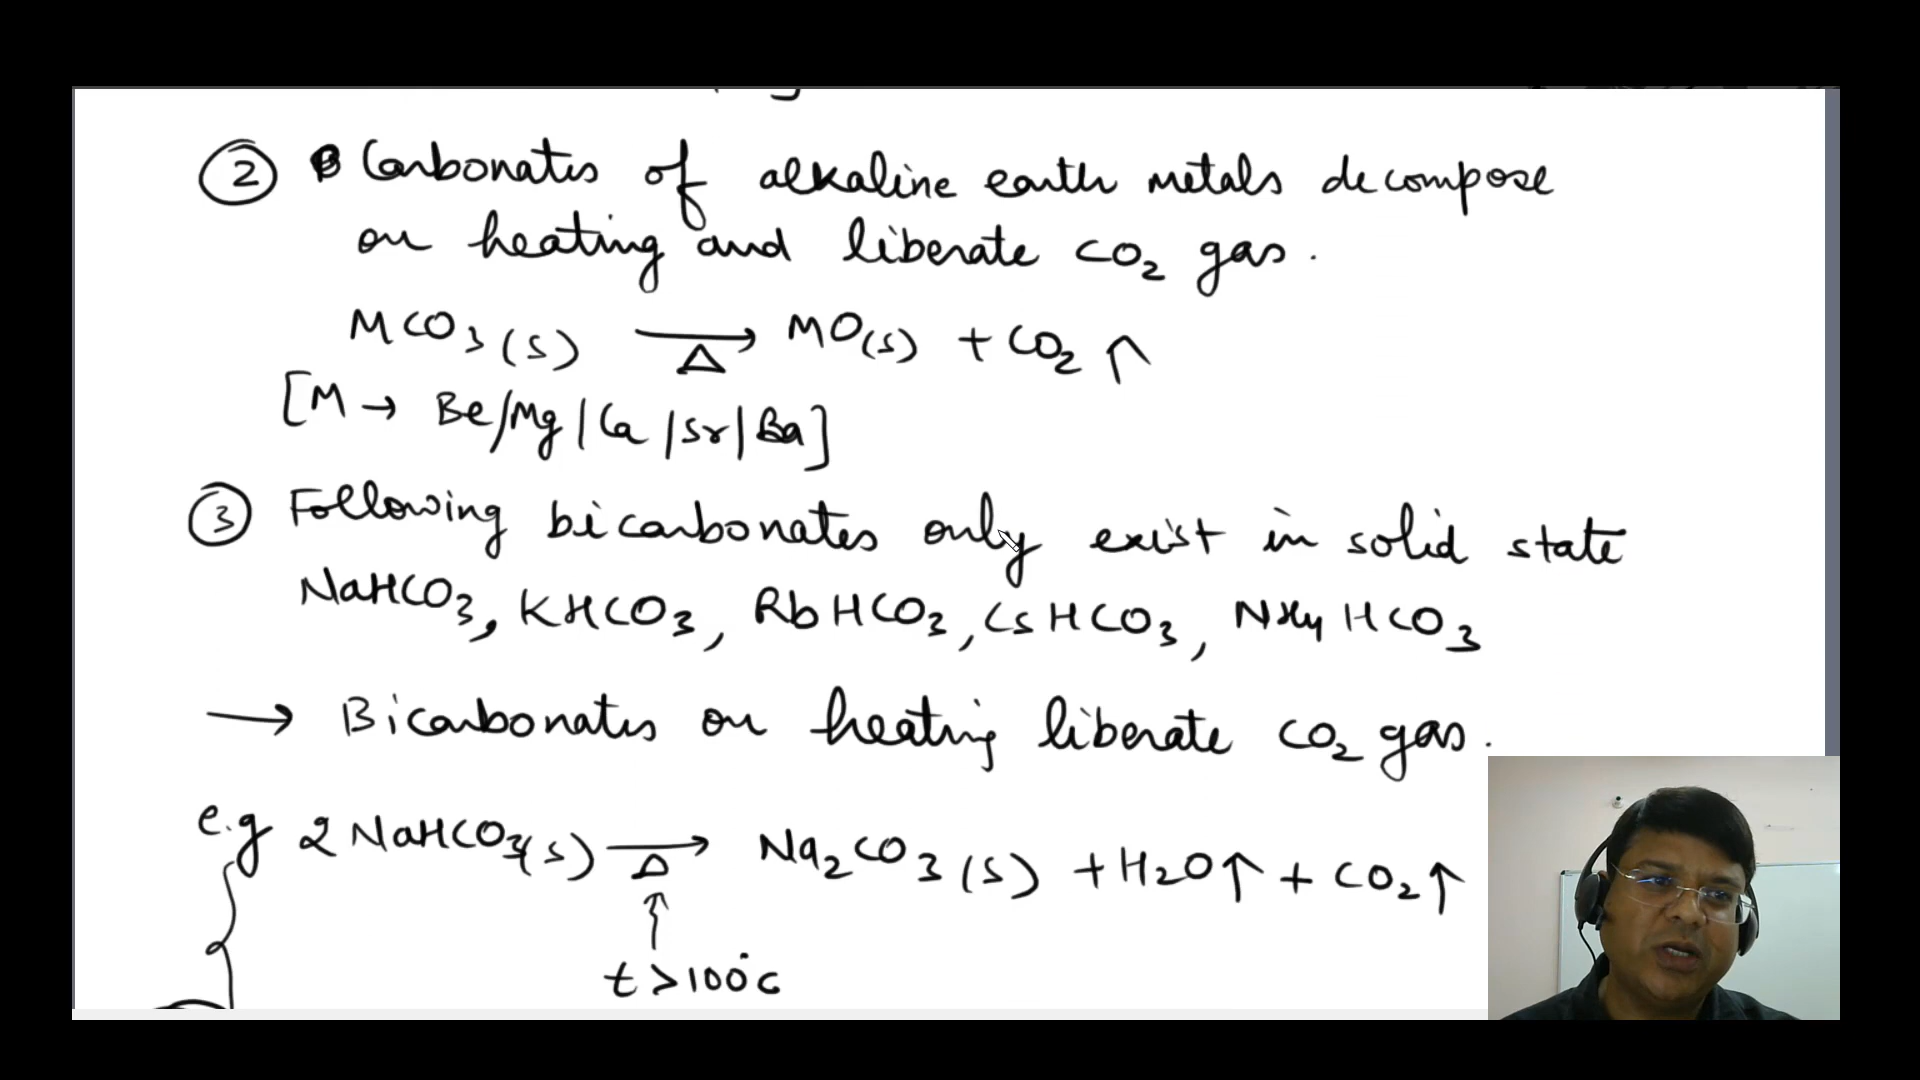 ② Carbonates of alkaline earth metals decompose
on heating and liberate CO₂ gas.
MCO₃(s) →Δ MO(s) + CO₂ ↑
[M → Be/Mg|Ca|Sr|Ba]
③ Following bicarbonates only exist in solid state
NaHCO₃, KHCO₃, RbHCO₃, CsHCO₃, NH₄HCO₃
→ Bicarbonates on heating liberate CO₂ gas.
e.g 2 NaHCO₃(s) →Δ Na₂CO₃(s) + H₂O↑ + CO₂↑
t > 100°C